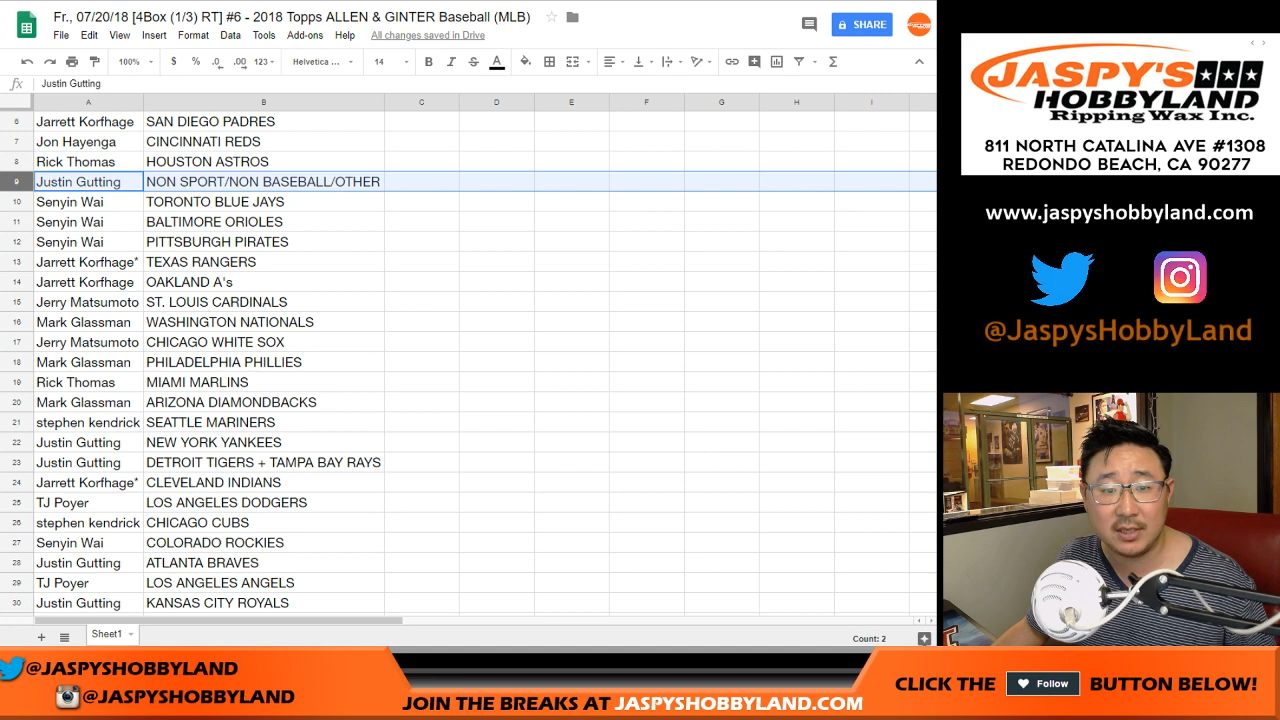 Fr., 07/20/18 [4Box (1/3) RT] #6 - 2018 Topps ALLEN & GINTER Baseball (MLB)
File Edit View Insert Format Data Tools Add-ons Help All changes saved in Drive
SHARE
100% $ % .0 .00 123 Helvetica ... 14 B I S A
fx Justin Gutting
A B C D E F G H I
6 Jarrett Korfhage SAN DIEGO PADRES
7 Jon Hayenga CINCINNATI REDS
8 Rick Thomas HOUSTON ASTROS
9 Justin Gutting NON SPORT/NON BASEBALL/OTHER
10 Senyin Wai TORONTO BLUE JAYS
11 Senyin Wai BALTIMORE ORIOLES
12 Senyin Wai PITTSBURGH PIRATES
13 Jarrett Korfhage* TEXAS RANGERS
14 Jarrett Korfhage OAKLAND A's
15 Jerry Matsumoto ST. LOUIS CARDINALS
16 Mark Glassman WASHINGTON NATIONALS
17 Jerry Matsumoto CHICAGO WHITE SOX
18 Mark Glassman PHILADELPHIA PHILLIES
19 Rick Thomas MIAMI MARLINS
20 Mark Glassman ARIZONA DIAMONDBACKS
21 stephen kendrick SEATTLE MARINERS
22 Justin Gutting NEW YORK YANKEES
23 Justin Gutting DETROIT TIGERS + TAMPA BAY RAYS
24 Jarrett Korfhage* CLEVELAND INDIANS
25 TJ Poyer LOS ANGELES DODGERS
26 stephen kendrick CHICAGO CUBS
27 Senyin Wai COLORADO ROCKIES
28 Justin Gutting ATLANTA BRAVES
29 TJ Poyer LOS ANGELES ANGELS
30 Justin Gutting KANSAS CITY ROYALS
Sheet1
Count: 2
JASPY'S
HOBBYLAND
Ripping Wax Inc.
811 NORTH CATALINA AVE #1308
REDONDO BEACH, CA 90277
www.jaspyshobbyland.com
@JaspysHobbyLand
@JASPYSHOBBYLAND
@JASPYSHOBBYLAND
JOIN THE BREAKS AT JASPYSHOBBYLAND.COM
CLICK THE Follow BUTTON BELOW!